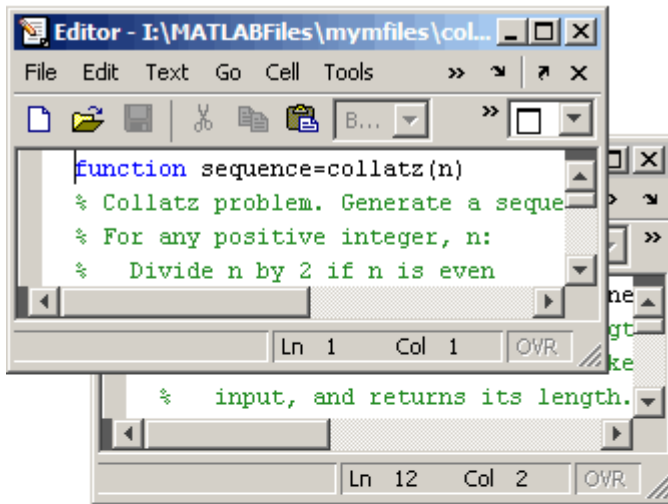 Editor - I:\MATLABFiles\mymfiles\col...
File Edit Text Go Cell Tools
B...
function sequence=collatz(n)
% Collatz problem. Generate a seque
% For any positive integer, n:
% Divide n by 2 if n is even
Ln 1 Col 1 OVR
% input, and returns its length.
Ln 12 Col 2 OVR